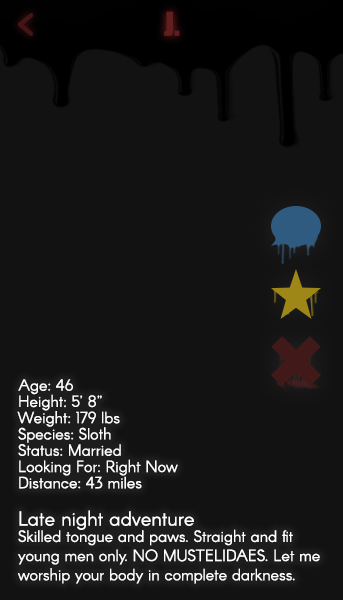 J.
Age: 46
Height: 5' 8"
Weight: 179 lbs
Species: Sloth
Status: Married
Looking For: Right Now
Distance: 43 miles
Late night adventure
Skilled tongue and paws. Straight and fit
young men only. NO MUSTELIDAES. Let me
worship your body in complete darkness.